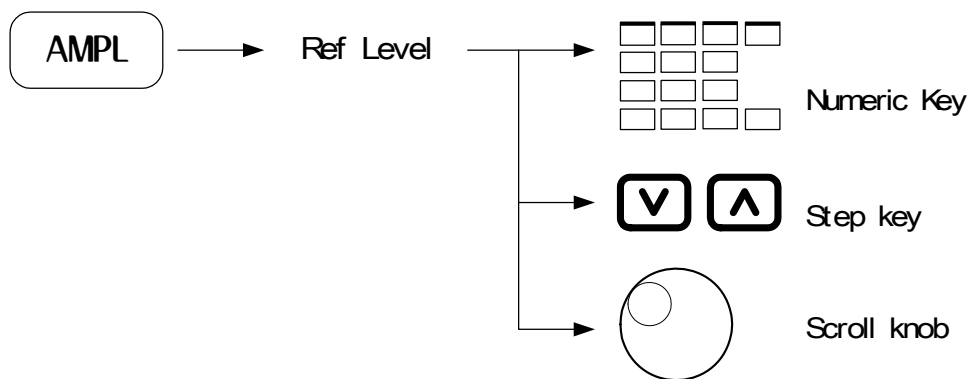 AMPL
Ref Level
Numeric Key
Step key
Scroll knob